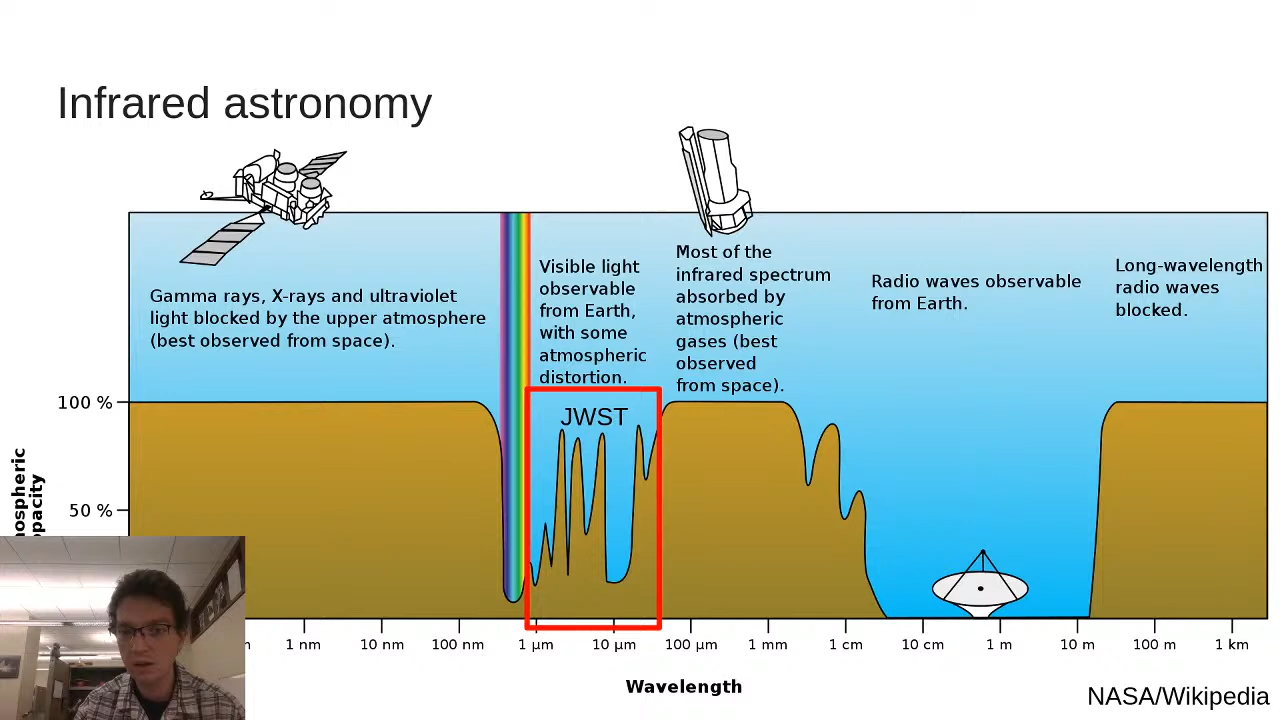 Infrared astronomy
Gamma rays, X-rays and ultraviolet
light blocked by the upper atmosphere
(best observed from space).
Visible light
observable
from Earth,
with some
atmospheric
distortion.
Most of the
infrared spectrum
absorbed by
atmospheric
gases (best
observed
from space).
Radio waves observable
from Earth.
Long-wavelength
radio waves
blocked.
JWST
100 %
50 %
1 nm
10 nm
100 nm
1 µm
10 µm
100 µm
1 mm
1 cm
10 cm
1 m
10 m
100 m
1 km
Wavelength
NASA/Wikipedia